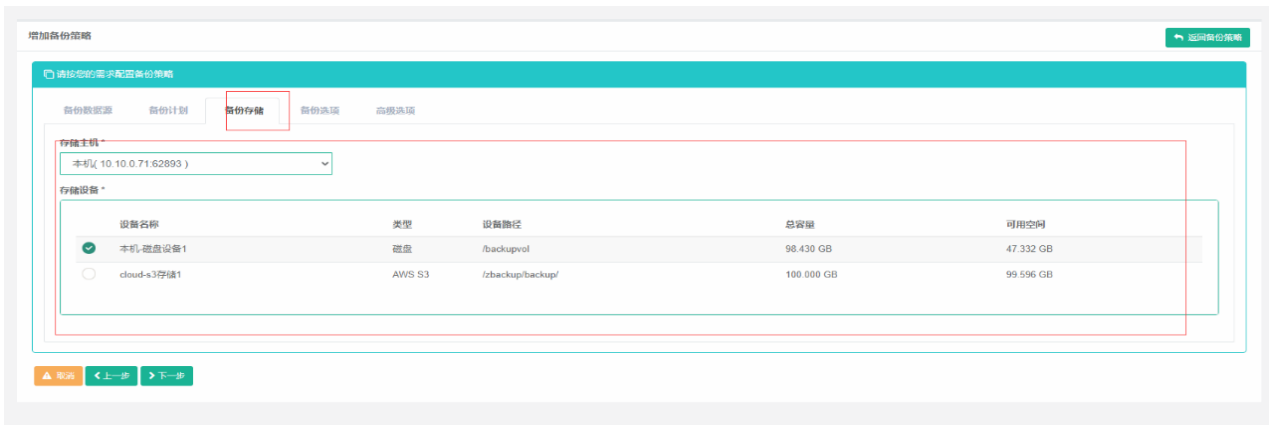 增加备份策略
返回备份策略
请按您的需求配置备份策略
备份数据源 备份计划 备份存储 备份选项 高级选项
存储主机 *
本机( 10.10.0.71:62893 )
存储设备 *
设备名称 类型 设备路径 总容量 可用空间
本机-磁盘设备1 磁盘 /backupvol 98.430 GB 47.332 GB
cloud-s3存储1 AWS S3 /zbackup/backup/ 100.000 GB 99.596 GB
取消 上一步 下一步